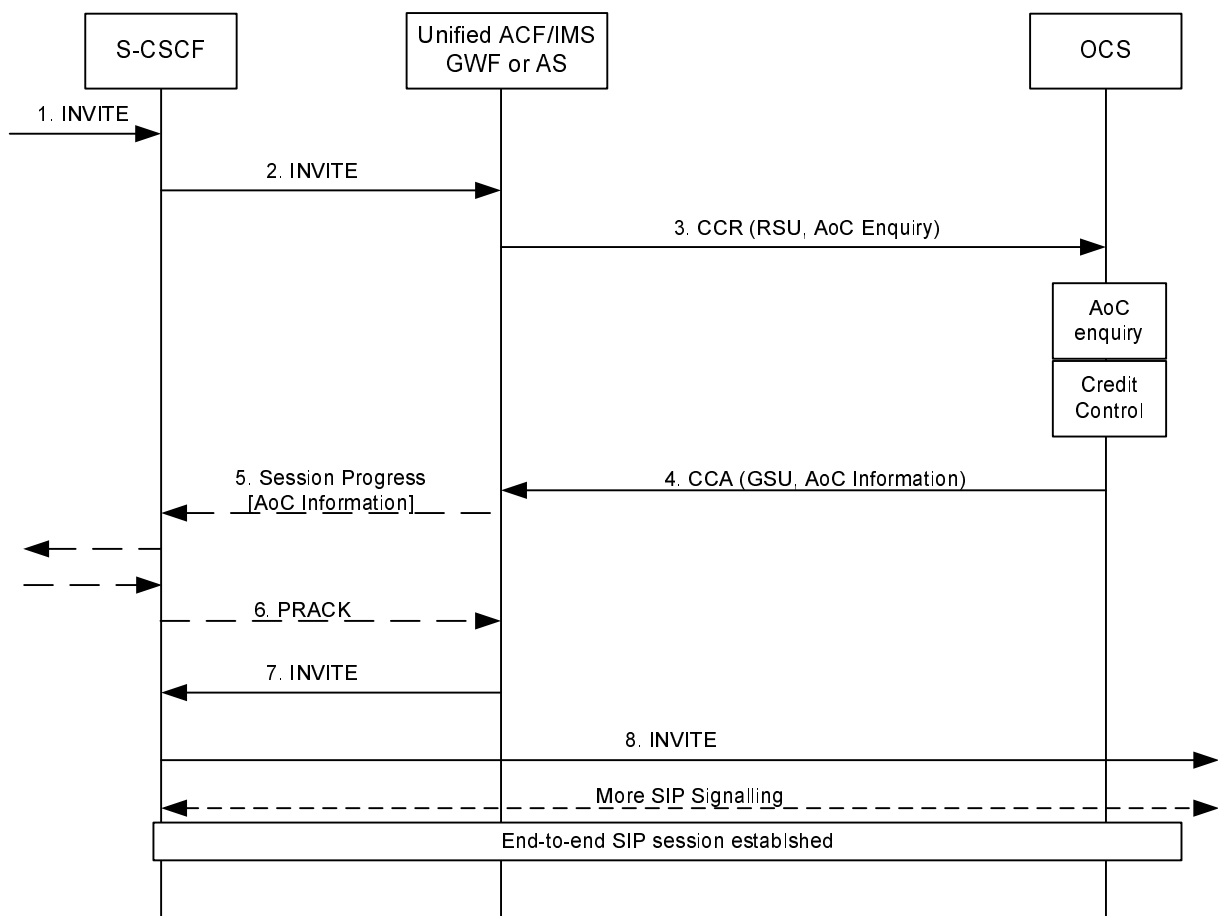 S-CSCF
Unified ACF/IMS
GWF or AS
OCS
1. INVITE
2. INVITE
3. CCR (RSU, AoC Enquiry)
AoC
enquiry
Credit
Control
4. CCA (GSU, AoC Information)
5. Session Progress
[AoC Information]
6. PRACK
7. INVITE
8. INVITE
More SIP Signalling
End-to-end SIP session establshed